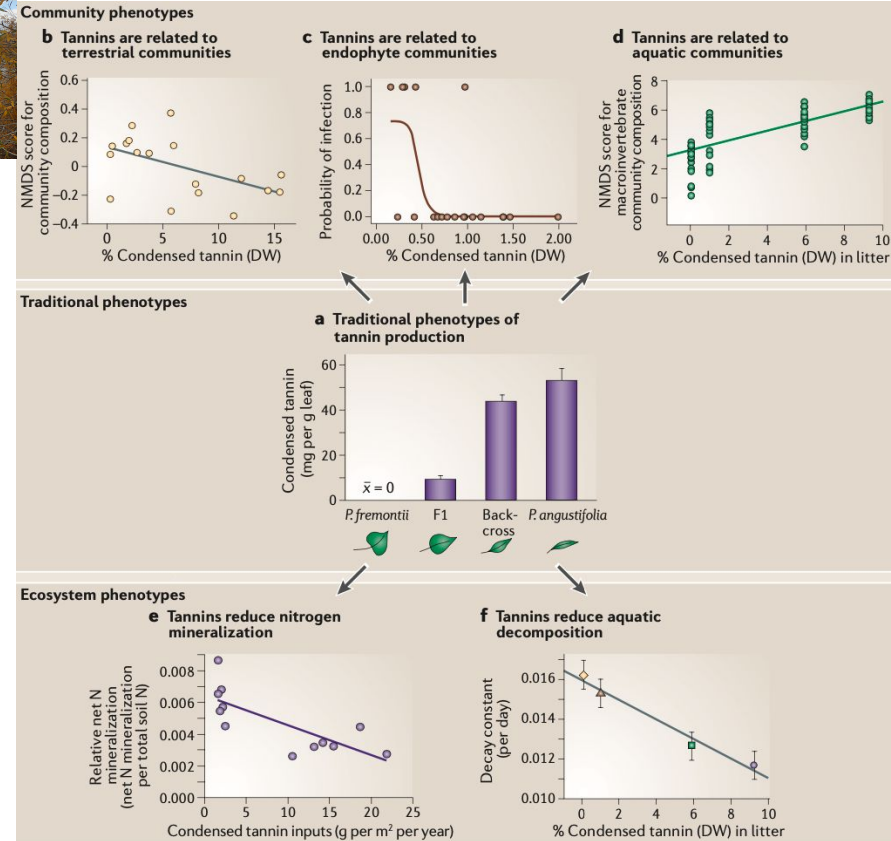 Community phenotypes
b Tannins are related to
terrestrial communities
NMDS score for
community composition
0.6
0.4
0.2
0
−0.2
−0.4
0
5
10
15
% Condensed tannin (DW)
c Tannins are related to
endophyte communities
Probability of infection
1.0
0.8
0.6
0.4
0.2
0.0
0.00
0.50
1.00
1.50
2.00
% Condensed tannin (DW)
d Tannins are related to
aquatic communities
NMDS score for
macroinvertebrate
community composition
8
6
4
2
0
0
2
4
6
8
10
% Condensed tannin (DW) in litter
Traditional phenotypes
a Traditional phenotypes of
tannin production
Condensed tannin
(mg per g leaf)
60
40
20
0
x̄ = 0
P. fremontii
F1
Back-
cross
P. angustifolia
Ecosystem phenotypes
e Tannins reduce nitrogen
mineralization
Relative net N
mineralization
(net N mineralization
per total soil N)
0.008
0.006
0.004
0.002
0.000
0
5
10
15
20
25
Condensed tannin inputs (g per m² per year)
f Tannins reduce aquatic
decomposition
Decay constant
(per day)
0.016
0.014
0.012
0.010
0
2
4
6
8
10
% Condensed tannin (DW) in litter